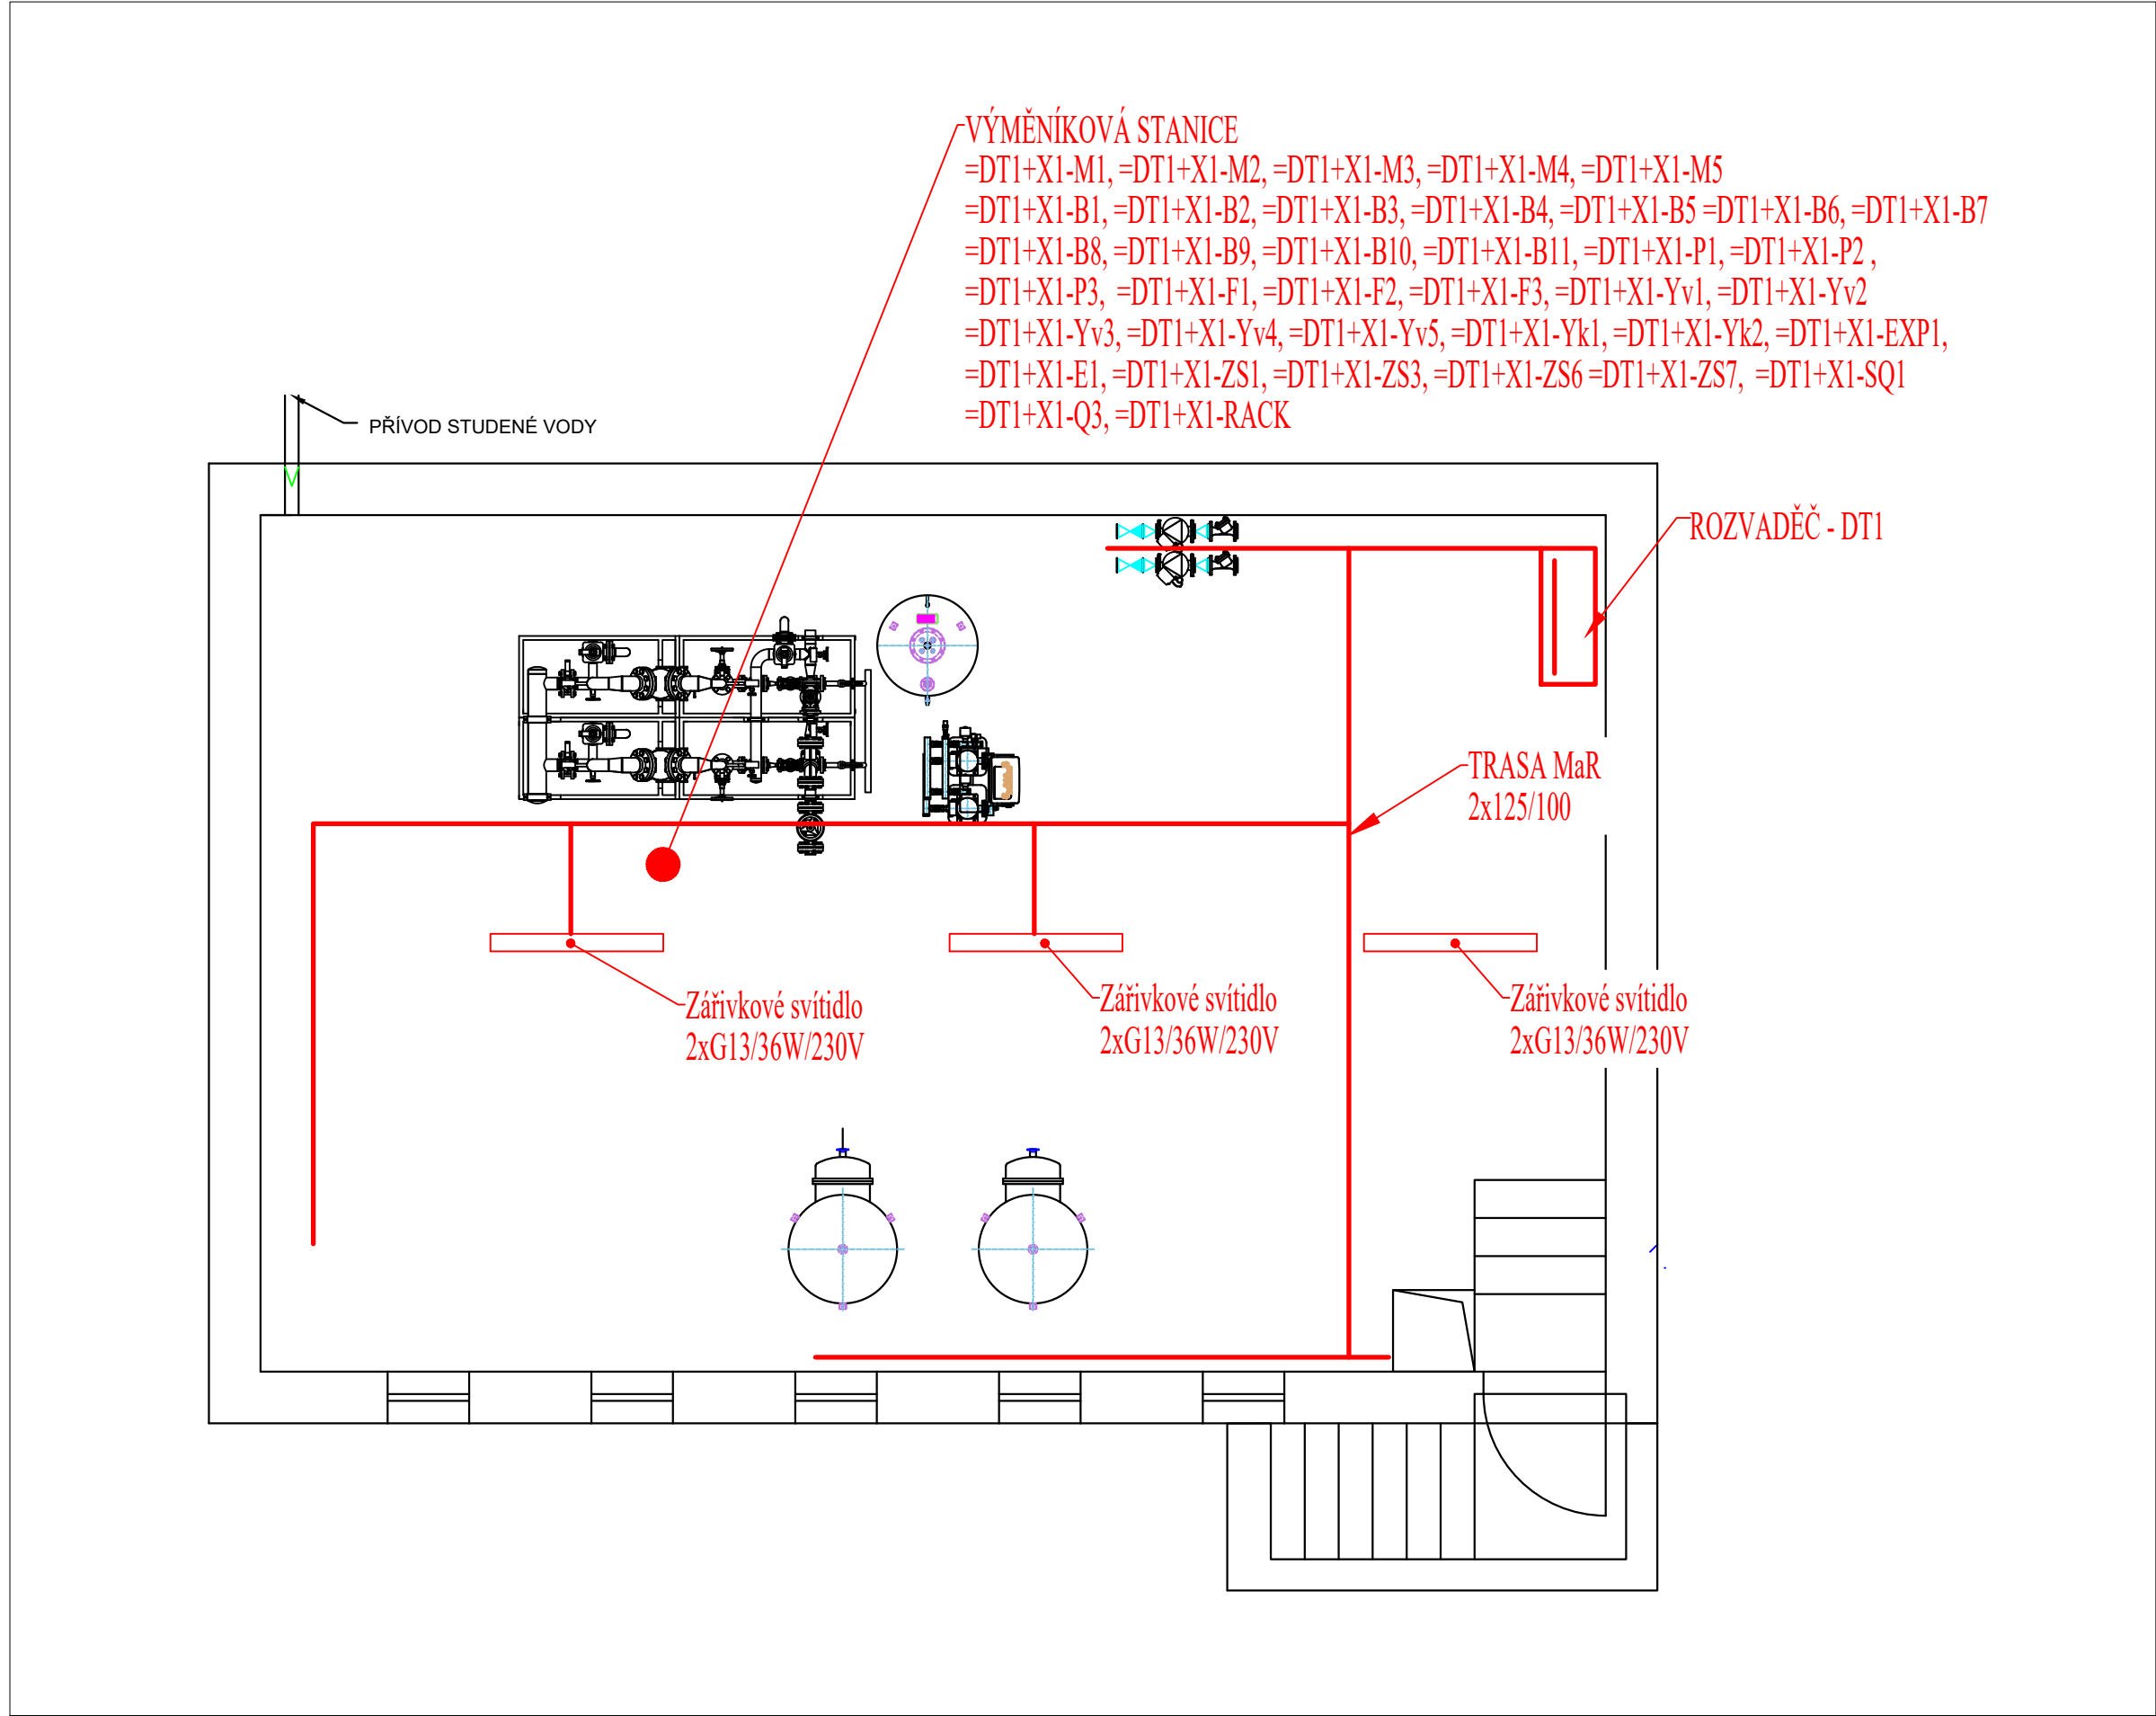 VÝMĚNÍKOVÁ STANICE
=DT1+X1-M1, =DT1+X1-M2, =DT1+X1-M3, =DT1+X1-M4, =DT1+X1-M5
=DT1+X1-B1, =DT1+X1-B2, =DT1+X1-B3, =DT1+X1-B4, =DT1+X1-B5 =DT1+X1-B6, =DT1+X1-B7
=DT1+X1-B8, =DT1+X1-B9, =DT1+X1-B10, =DT1+X1-B11, =DT1+X1-P1, =DT1+X1-P2 ,
=DT1+X1-P3, =DT1+X1-F1, =DT1+X1-F2, =DT1+X1-F3, =DT1+X1-Yv1, =DT1+X1-Yv2
=DT1+X1-Yv3, =DT1+X1-Yv4, =DT1+X1-Yv5, =DT1+X1-Yk1, =DT1+X1-Yk2, =DT1+X1-EXP1,
=DT1+X1-E1, =DT1+X1-ZS1, =DT1+X1-ZS3, =DT1+X1-ZS6 =DT1+X1-ZS7, =DT1+X1-SQ1
=DT1+X1-Q3, =DT1+X1-RACK
PŘÍVOD STUDENÉ VODY
ROZVADĚČ - DT1
TRASA MaR
2x125/100
Zářivkové svítidlo
2xG13/36W/230V
Zářivkové svítidlo
2xG13/36W/230V
Zářivkové svítidlo
2xG13/36W/230V